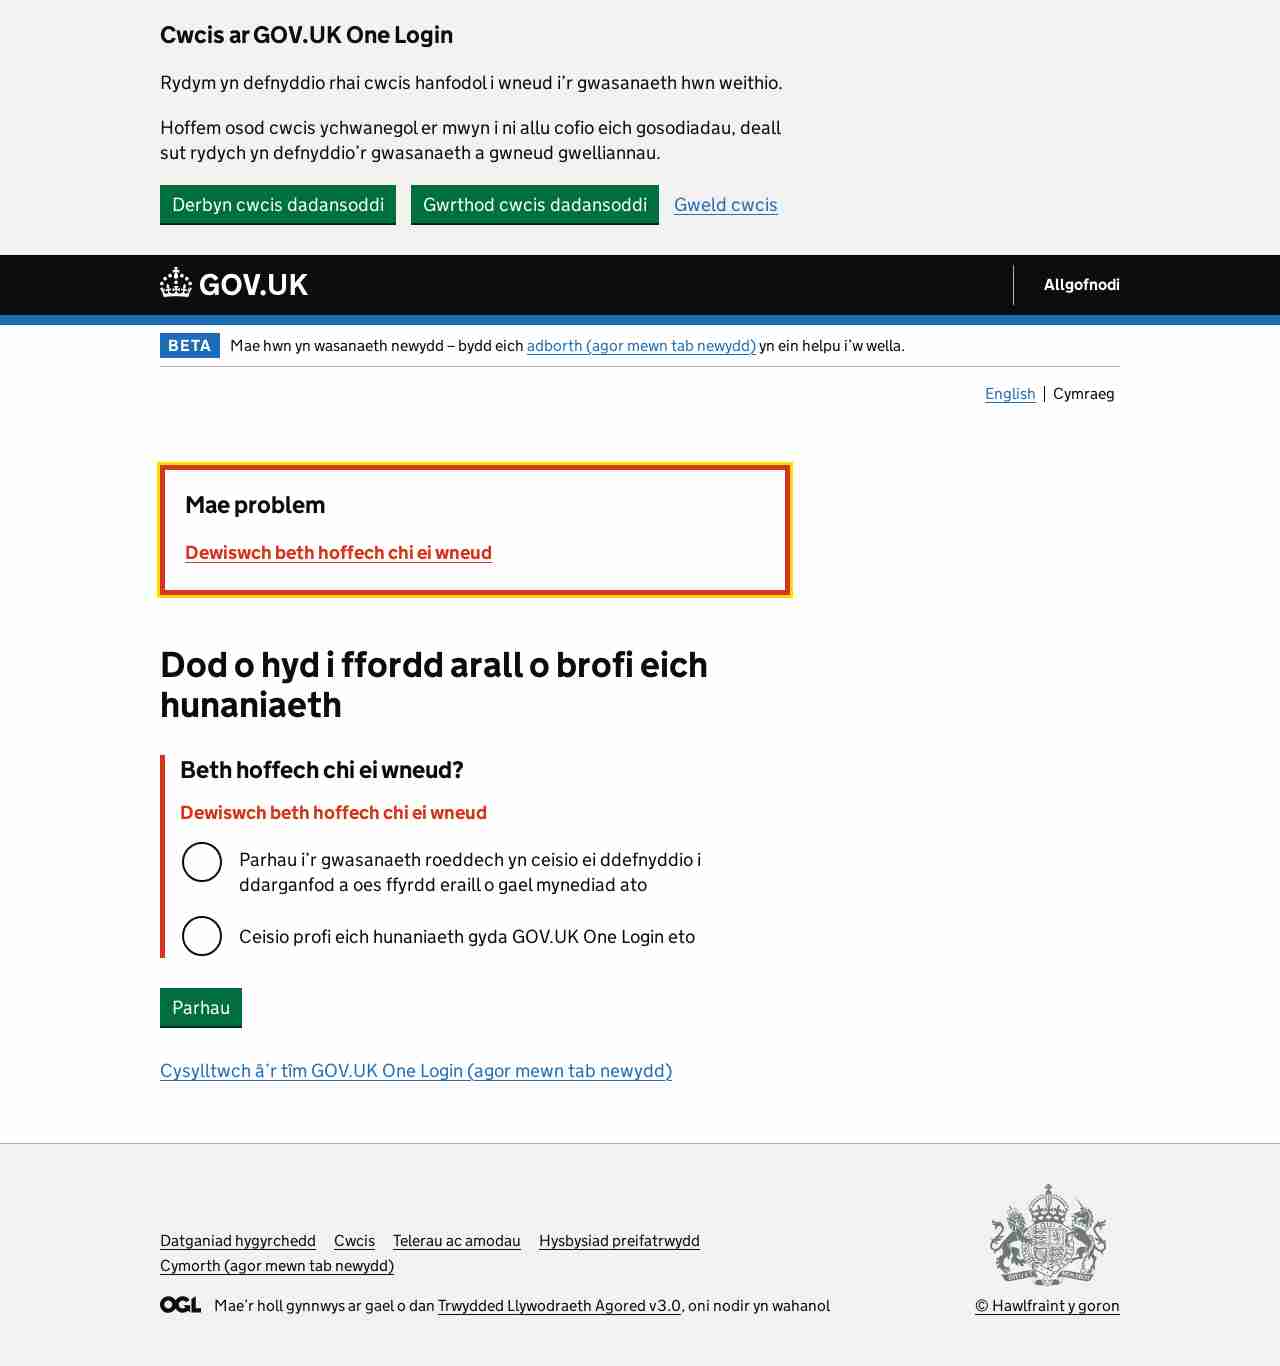 Cwcis ar GOV.UK One Login
Rydym yn defnyddio rhai cwcis hanfodol i wneud i’r gwasanaeth hwn weithio.
Hoffem osod cwcis ychwanegol er mwyn i ni allu cofio eich gosodiadau, deall
sut rydych yn defnyddio’r gwasanaeth a gwneud gwelliannau.
Derbyn cwcis dadansoddi Gwrthod cwcis dadansoddi Gweld cwcis
GOV.UK Allgofnodi
BETA Mae hwn yn wasanaeth newydd – bydd eich adborth (agor mewn tab newydd) yn ein helpu i’w wella.
English Cymraeg
Mae problem
Dewiswch beth hoffech chi ei wneud
Dod o hyd i ffordd arall o brofi eich
hunaniaeth
Beth hoffech chi ei wneud?
Dewiswch beth hoffech chi ei wneud
Parhau i’r gwasanaeth roeddech yn ceisio ei ddefnyddio i
ddarganfod a oes ffyrdd eraill o gael mynediad ato
Ceisio profi eich hunaniaeth gyda GOV.UK One Login eto
Parhau
Cysylltwch â’r tîm GOV.UK One Login (agor mewn tab newydd)
Datganiad hygyrchedd Cwcis Telerau ac amodau Hysbysiad preifatrwydd
Cymorth (agor mewn tab newydd)
OGL Mae’r holl gynnwys ar gael o dan Trwydded Llywodraeth Agored v3.0, oni nodir yn wahanol
© Hawlfraint y goron